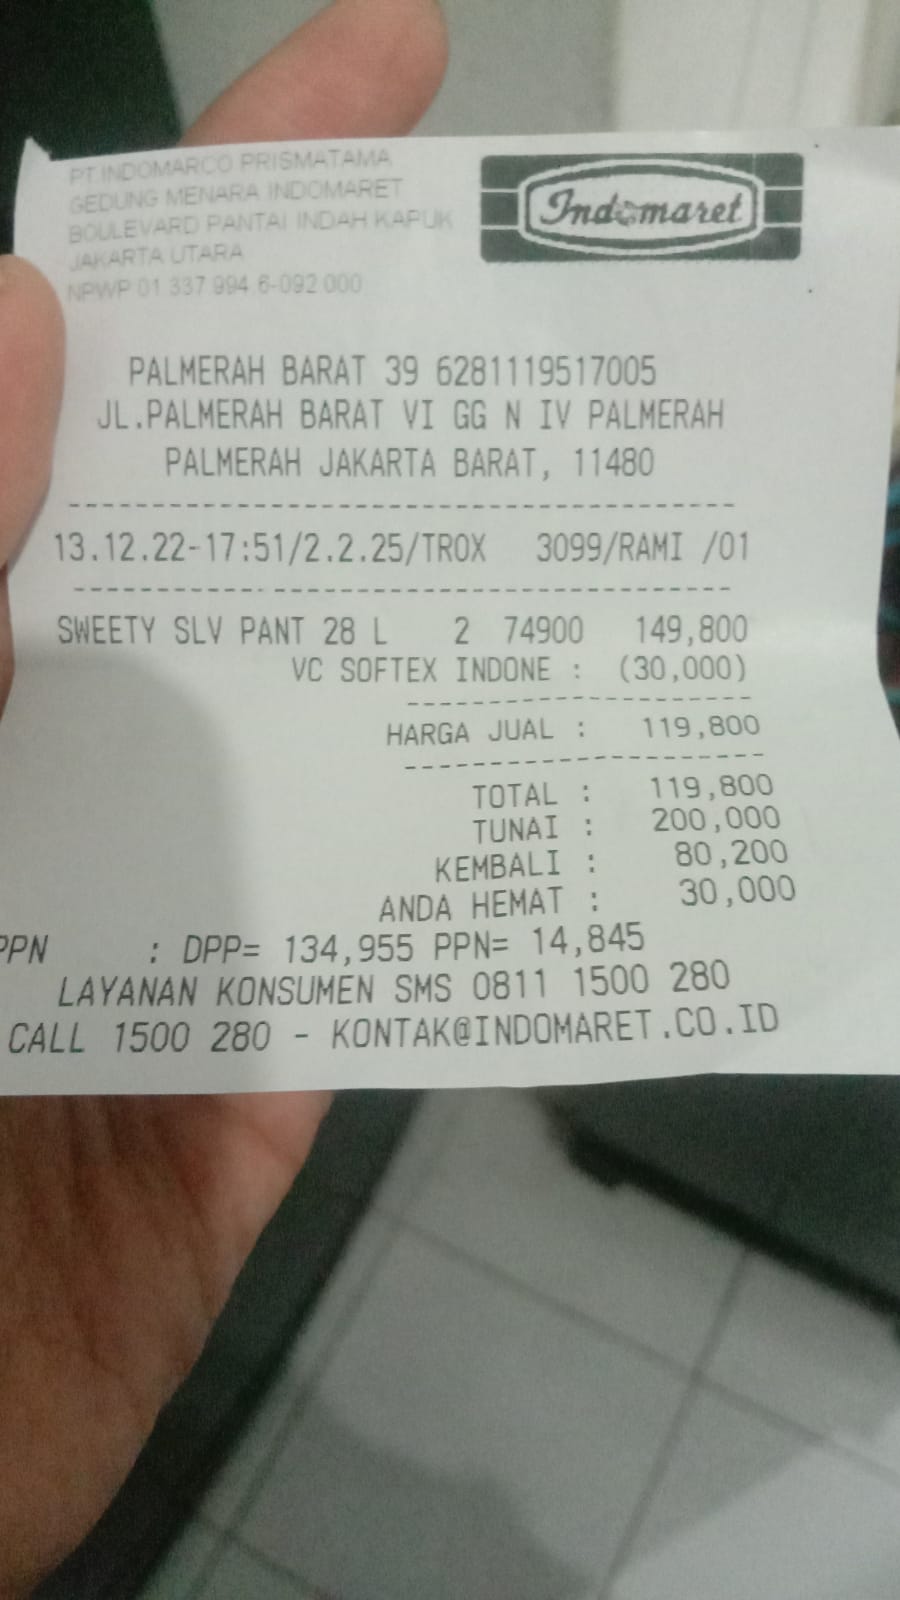 PT.INDOMARCO PRISMATAMA
GEDUNG MENARA INDOMARET
BOULEVARD PANTAI INDAH KAPUK
JAKARTA UTARA
NPWP 01 337 994 6-092 000
Indomaret
PALMERAH BARAT 39 6281119517005
JL.PALMERAH BARAT VI GG N IV PALMERAH
PALMERAH JAKARTA BARAT, 11480
13.12.22-17:51/2.2.25/TROX 3099/RAMI /01
SWEETY SLV PANT 28 L 2 74900 149,800
VC SOFTEX INDONE : (30,000)
HARGA JUAL : 119,800
TOTAL : 119,800
TUNAI : 200,000
KEMBALI : 80,200
ANDA HEMAT : 30,000
PPN : DPP= 134,955 PPN= 14,845
LAYANAN KONSUMEN SMS 0811 1500 280
CALL 1500 280 - KONTAK@INDOMARET.CO.ID